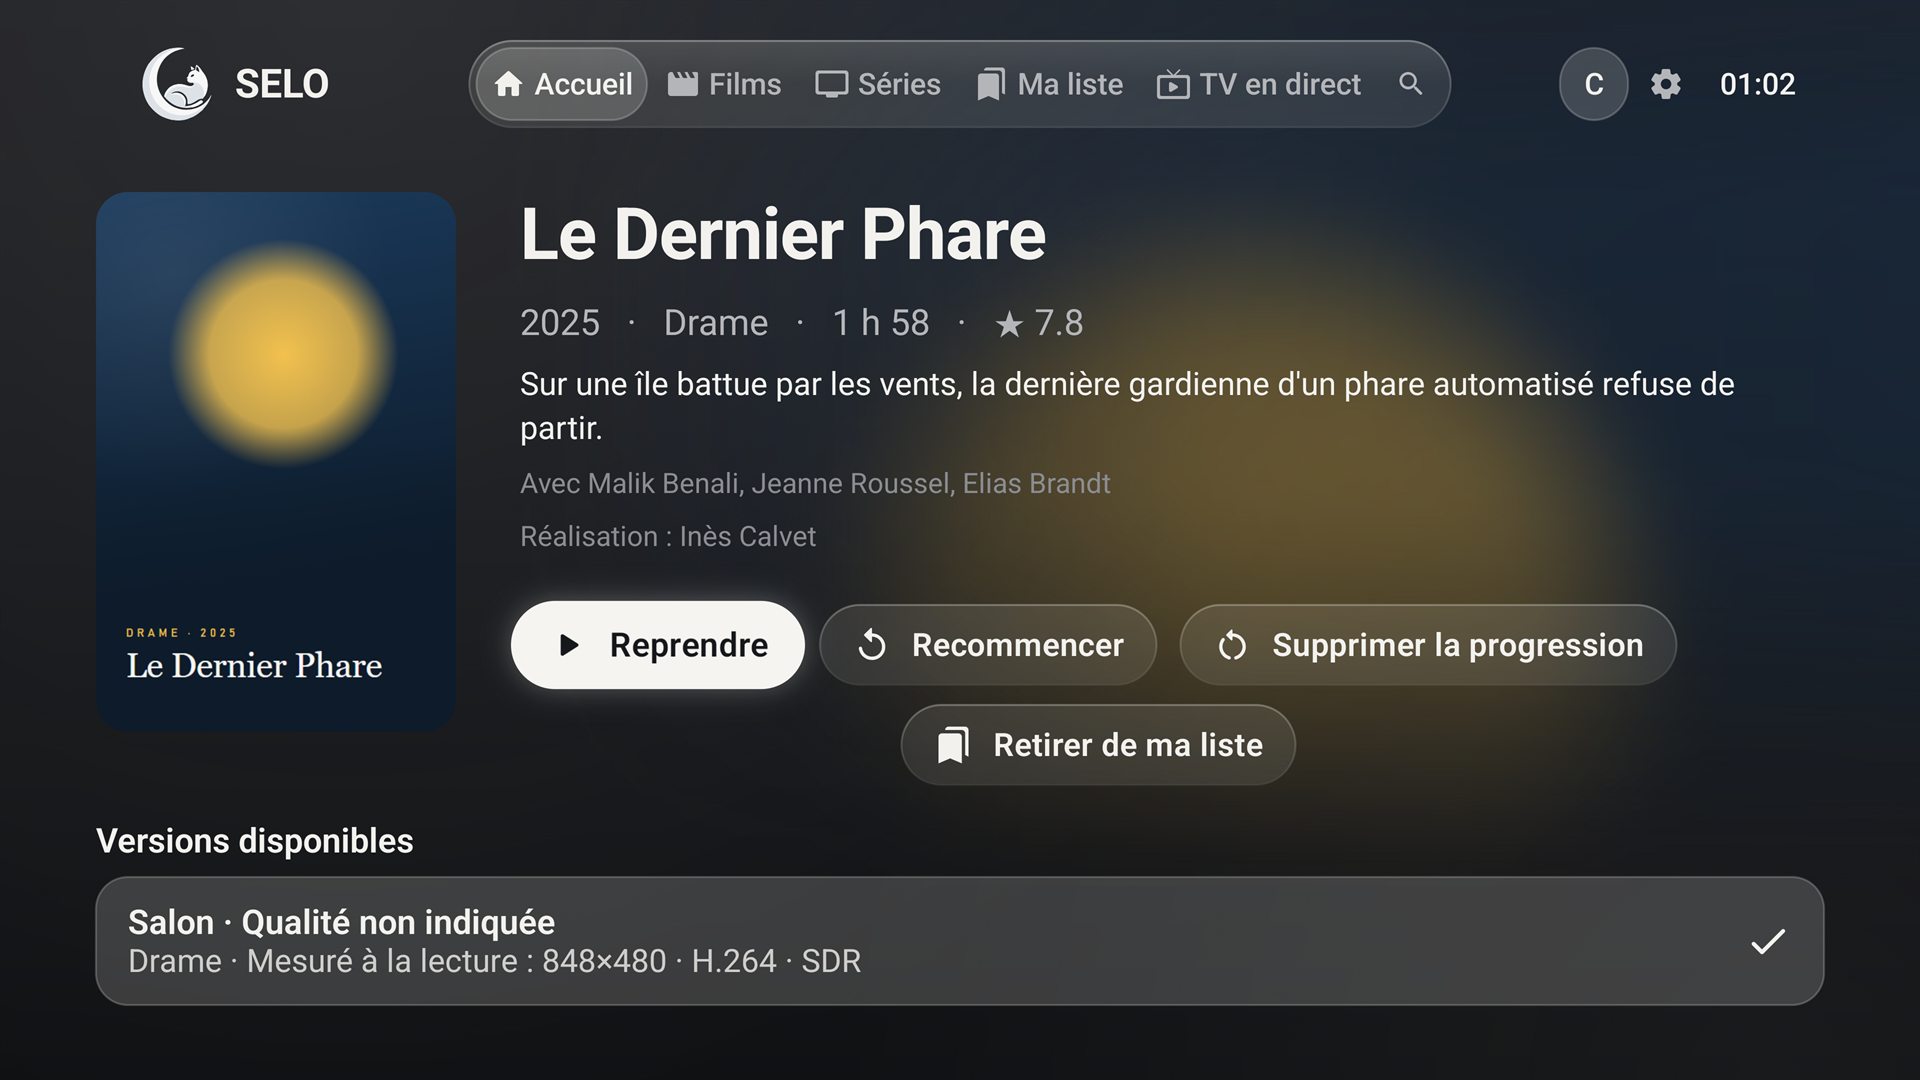 SELO
Accueil
Films
Séries
Ma liste
TV en direct
C
01:02
Le Dernier Phare
2025 · Drame · 1 h 58 · ★ 7.8
Sur une île battue par les vents, la dernière gardienne d'un phare automatisé refuse de
partir.
Avec Malik Benali, Jeanne Roussel, Elias Brandt
Réalisation : Inès Calvet
DRAME · 2025
Le Dernier Phare
Reprendre
Recommencer
Supprimer la progression
Retirer de ma liste
Versions disponibles
Salon · Qualité non indiquée
Drame · Mesuré à la lecture : 848×480 · H.264 · SDR